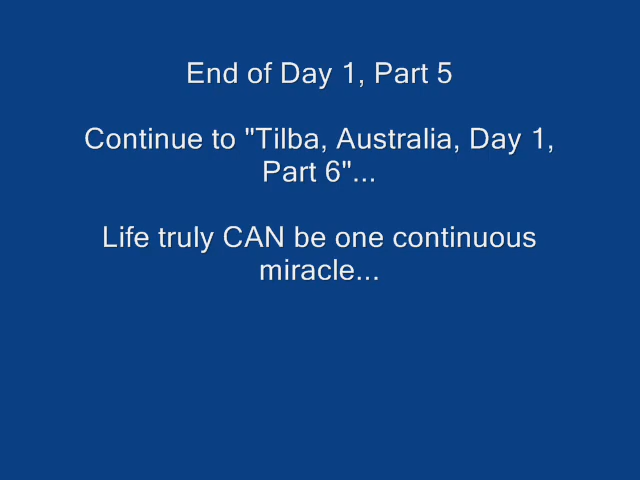 End of Day 1, Part 5
Continue to "Tilba, Australia, Day 1,
Part 6"...
Life truly CAN be one continuous
miracle...